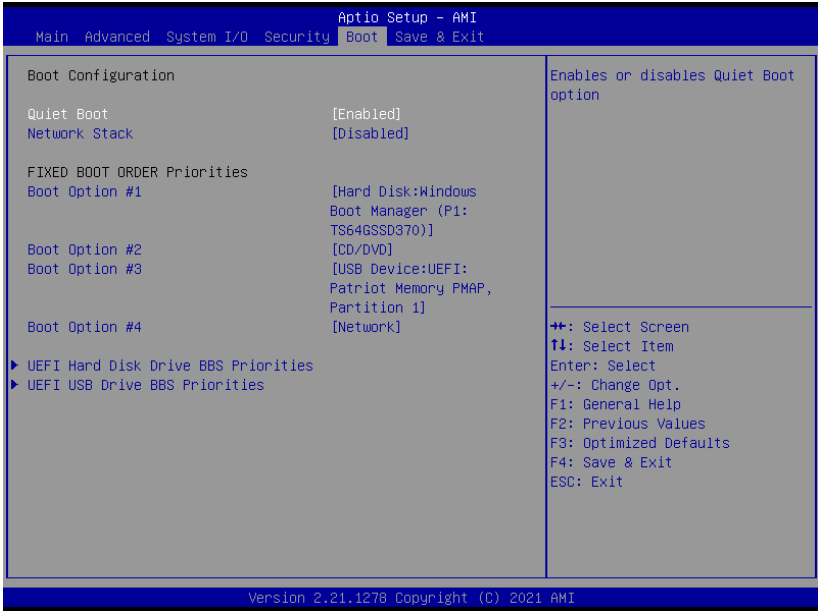 Aptio Setup – AMI
Main Advanced System I/O Security Boot Save & Exit
Boot Configuration
Quiet Boot [Enabled]
Network Stack [Disabled]
FIXED BOOT ORDER Priorities
Boot Option #1 [Hard Disk:Windows
Boot Manager (P1:
TS64GSSD370)]
Boot Option #2 [CD/DVD]
Boot Option #3 [USB Device:UEFI:
Patriot Memory PMAP,
Partition 1]
Boot Option #4 [Network]
UEFI Hard Disk Drive BBS Priorities
UEFI USB Drive BBS Priorities
Enables or disables Quiet Boot
option
→←: Select Screen
↑↓: Select Item
Enter: Select
+/-: Change Opt.
F1: General Help
F2: Previous Values
F3: Optimized Defaults
F4: Save & Exit
ESC: Exit
Version 2.21.1278 Copyright (C) 2021 AMI